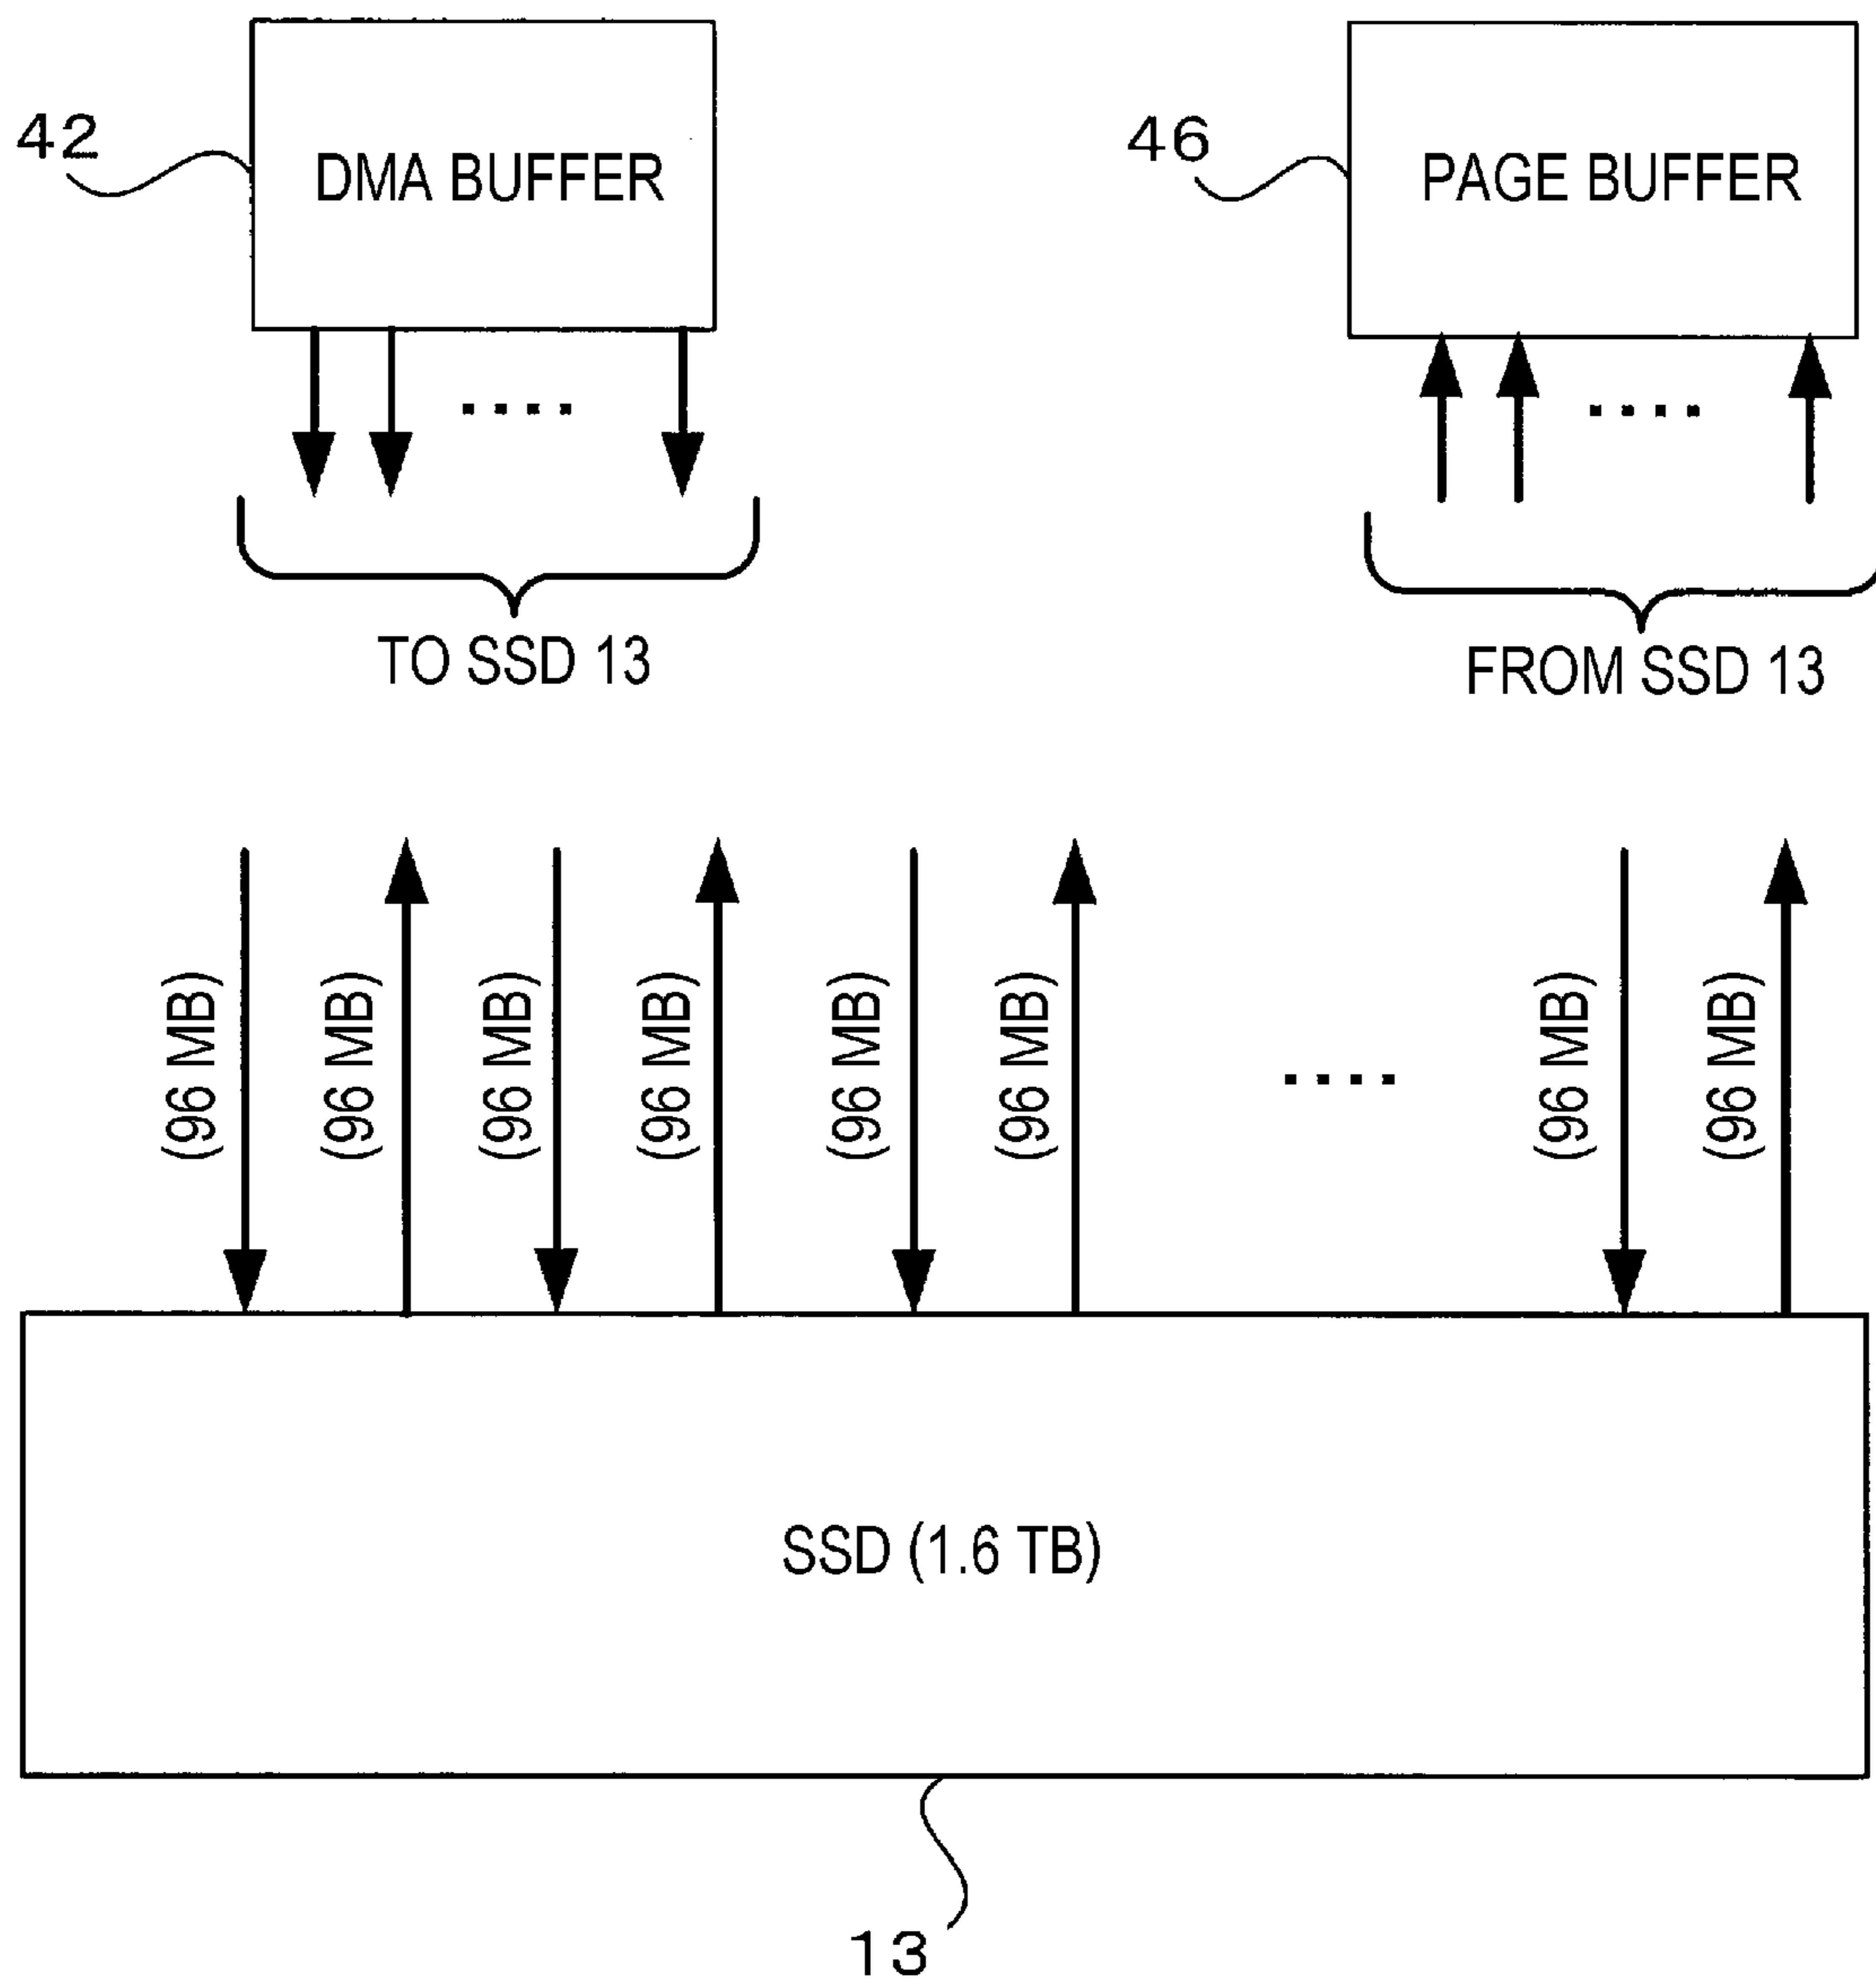 42
DMA BUFFER
46
PAGE BUFFER
....
....
TO SSD 13
FROM SSD 13
(96 MB)
(96 MB)
(96 MB)
(96 MB)
(96 MB)
(96 MB)
....
(96 MB)
(96 MB)
SSD (1.6 TB)
13